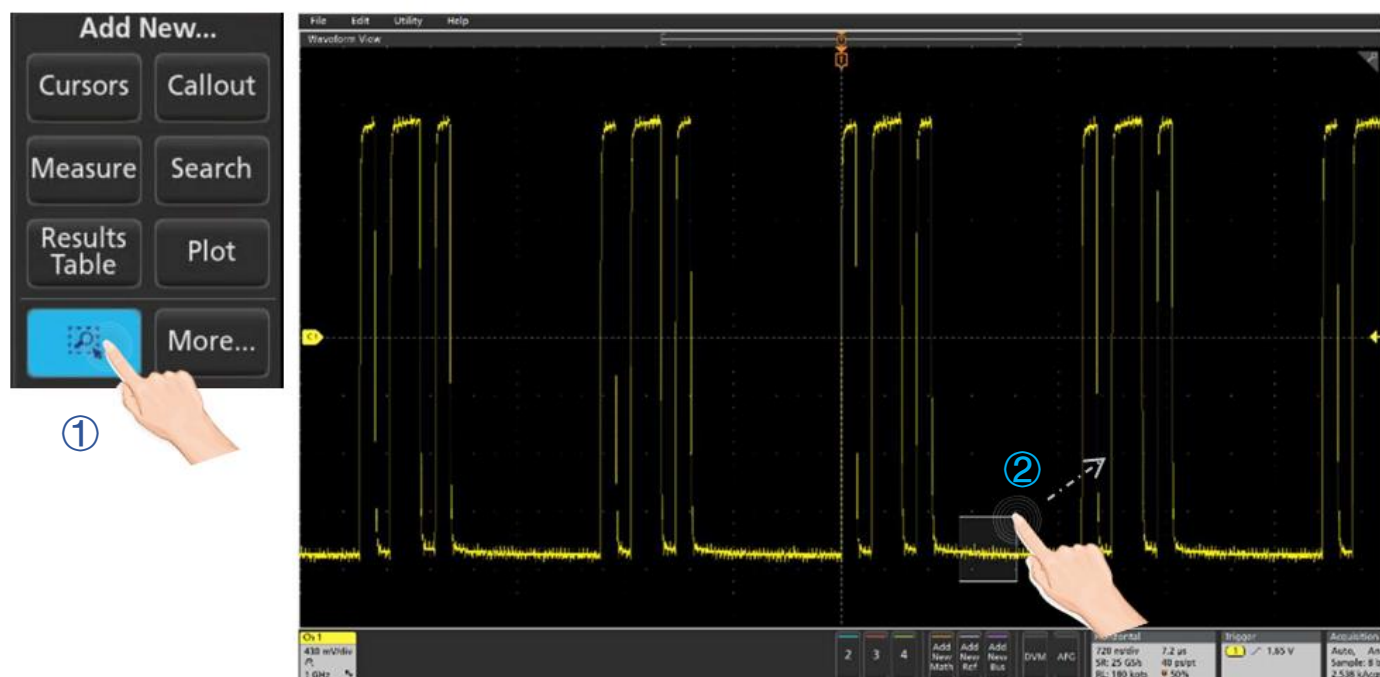 Add New...
Cursors
Callout
Measure
Search
Results
Table
Plot
More...
①
File Edit Utility Help
Waveform View
T
C1
②
Ch 1
430 mV/div
1 GHz
2
3
4
Add
New
Math
Add
New
Ref
Add
New
Bus
DVM
AFG
Horizontal
720 ns/div 7.2 µs
SR: 25 GS/s 40 ps/pt
RL: 180 kpts 50%
Trigger
1 1.65 V
Acquisition
Auto,
Sample: 8